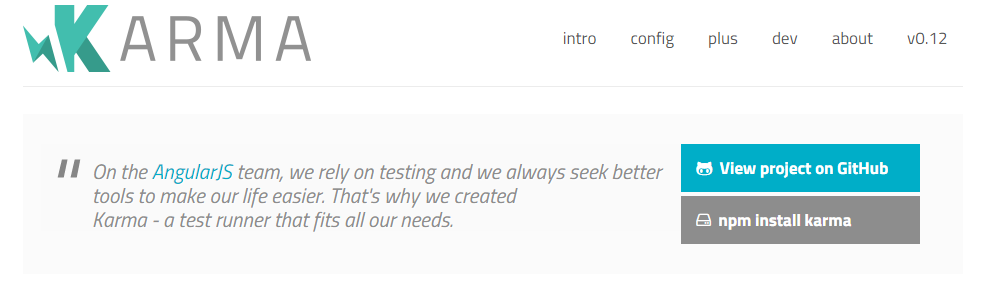 KARMA
intro config plus dev about v0.12
" On the AngularJS team, we rely on testing and we always seek better
tools to make our life easier. That's why we created
Karma - a test runner that fits all our needs.
View project on GitHub
npm install karma